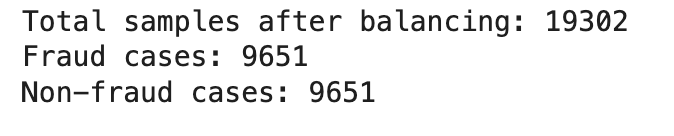 Total samples after balancing: 19302
Fraud cases: 9651
Non-fraud cases: 9651